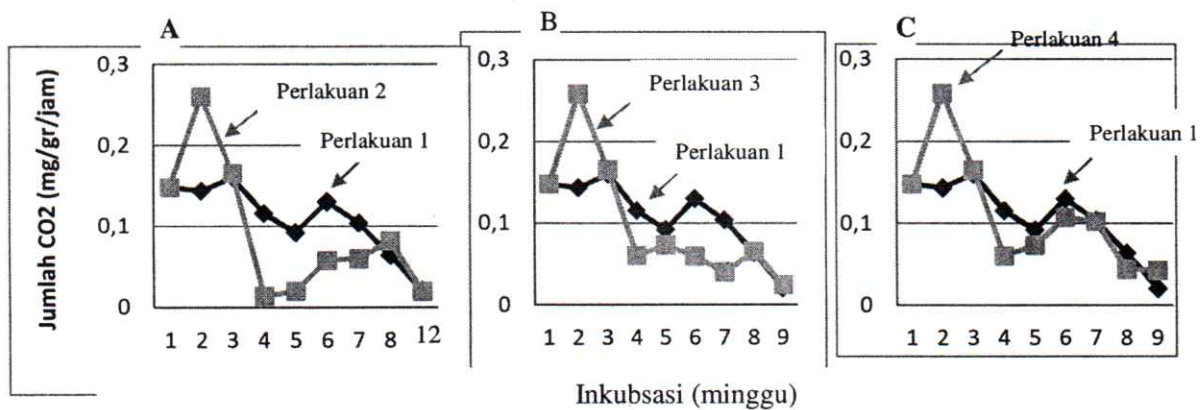 A
Jumlah CO2 (mg/gr/jam)
0,3
0,2
0,1
0
Perlakuan 2
Perlakuan 1
1 2 3 4 5 6 7 8 12
B
0,3
0,2
0,1
0
Perlakuan 3
Perlakuan 1
1 2 3 4 5 6 7 8 9
C
0,3
0,2
0,1
0
Perlakuan 4
Perlakuan 1
1 2 3 4 5 6 7 8 9
Inkubsasi (minggu)